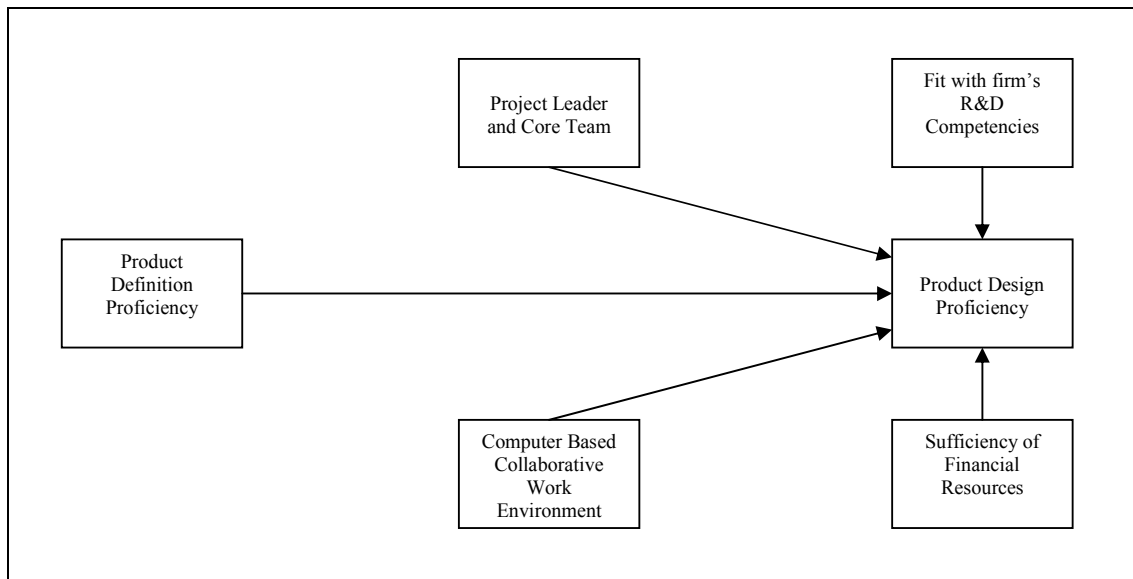 Project Leader
and Core Team
Fit with firm’s
R&D
Competencies
Product
Definition
Proficiency
Product Design
Proficiency
Computer Based
Collaborative
Work
Environment
Sufficiency of
Financial
Resources